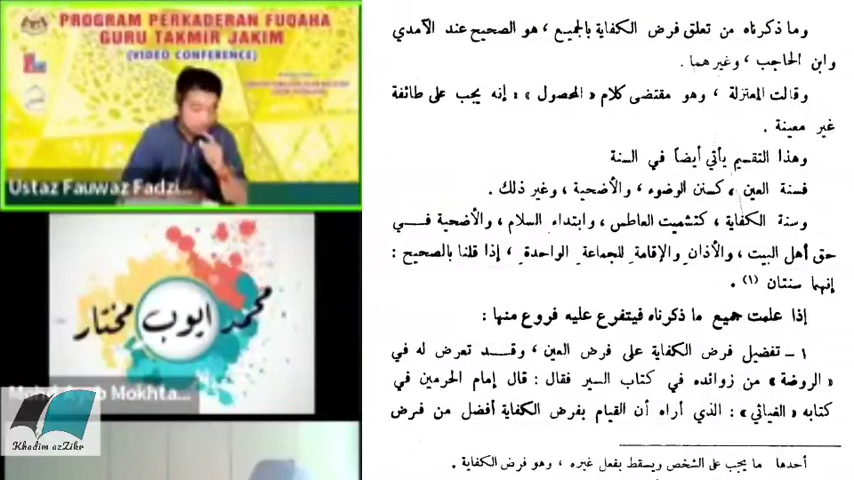 PROGRAM PERKADERAN FUQAHA
GURU TAKMIR JAKIM
(VIDEO CONFERENCE)
Ustaz Fauwaz Fadzi...
محمد ايوب مختار
Mohd Ayub Mokhta...
Khadim azZikr
وما ذكرناه من تعلق فرض الكفاية بالجميع ، هو الصحيح عند الآمدي
وابن الحاجب ، وغيرهما .
وقالت المعتزلة ، وهو مقتضى كلام « المحصول » : إنه يجب على طائفة
غير معينة .
وهذا التقسيم يأتي أيضاً في السنة
فسنة العين ، كسنن الوضوء ، والأضحية ، وغير ذلك .
وسنة الكفاية ، كتشميت العاطس ، وابتداء السلام ، والأضحية فـــي
حق أهل البيت ، والأذان والإقامة للجماعة الواحدة ، إذا قلنا بالصحيح :
إنهما سنتان (١) .
إذا علمت جميع ما ذكرناه فيتفرع عليه فروع منها :
١ ـ تفضيل فرض الكفاية على فرض العين ، وقـــد تعرض له في
« الروضة » من زوائده في كتاب السير فقال : قال إمام الحرمين في
كتابه « الغياثي » : الذي أراه أن القيام بفرض الكفاية أفضل من فـرض
أحدها ما يجب على الشخص ويسقط بفعل غيره ، وهو فرض الكفاية .